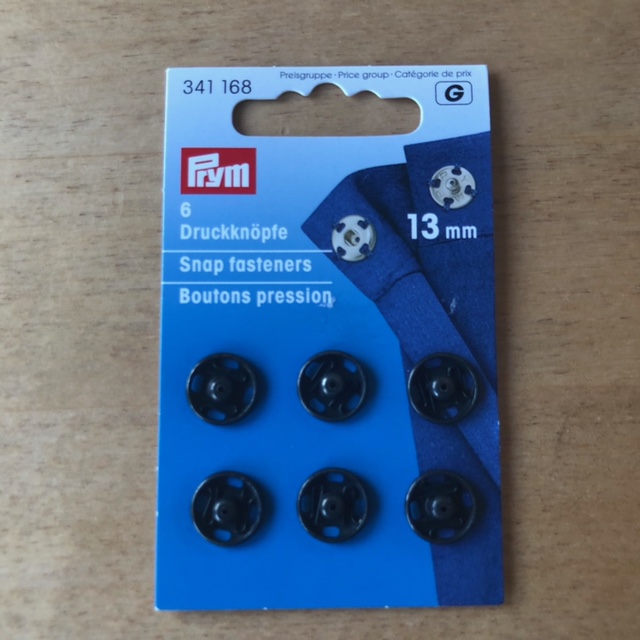 Preisgruppe · Price group · Catégorie de prix
341 168
G
Prym
6
Druckknöpfe
13 mm
Snap fasteners
Boutons pression